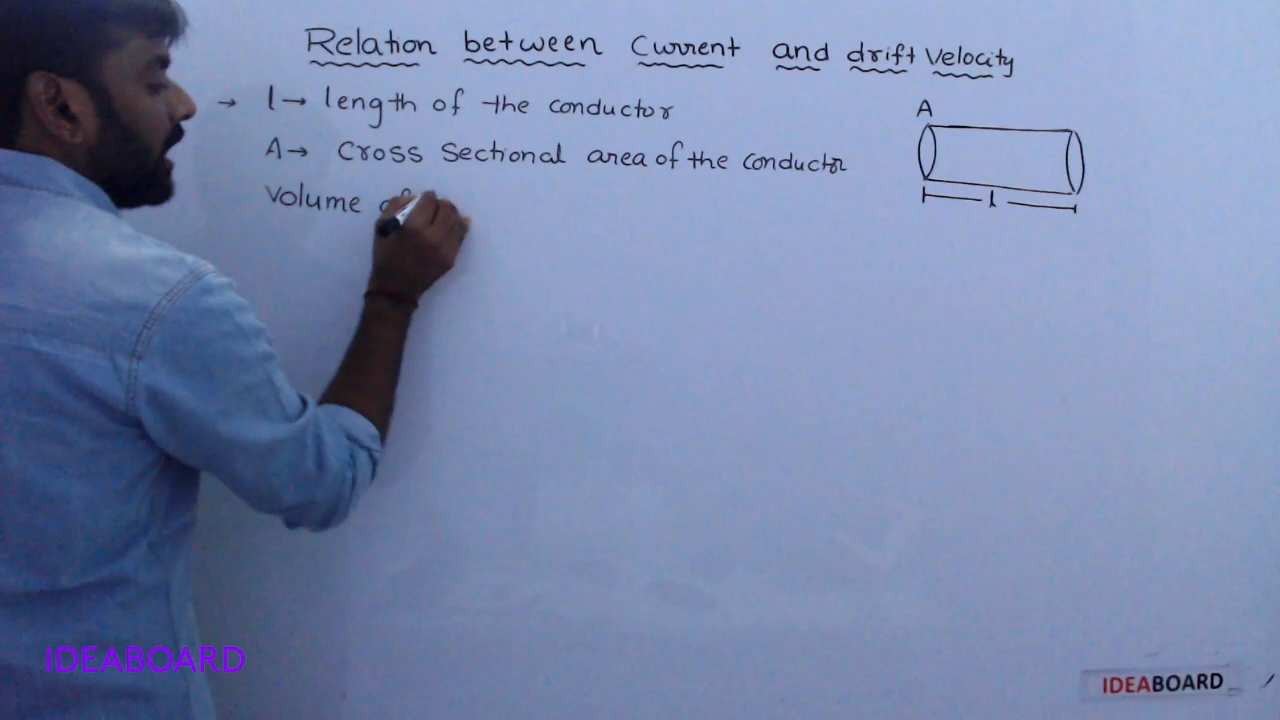 Relation between Current and drift Velocity
→ l → length of the conductor
A
A → Cross Sectional area of the conductor
Volume of
l
IDEABOARD
IDEABOARD